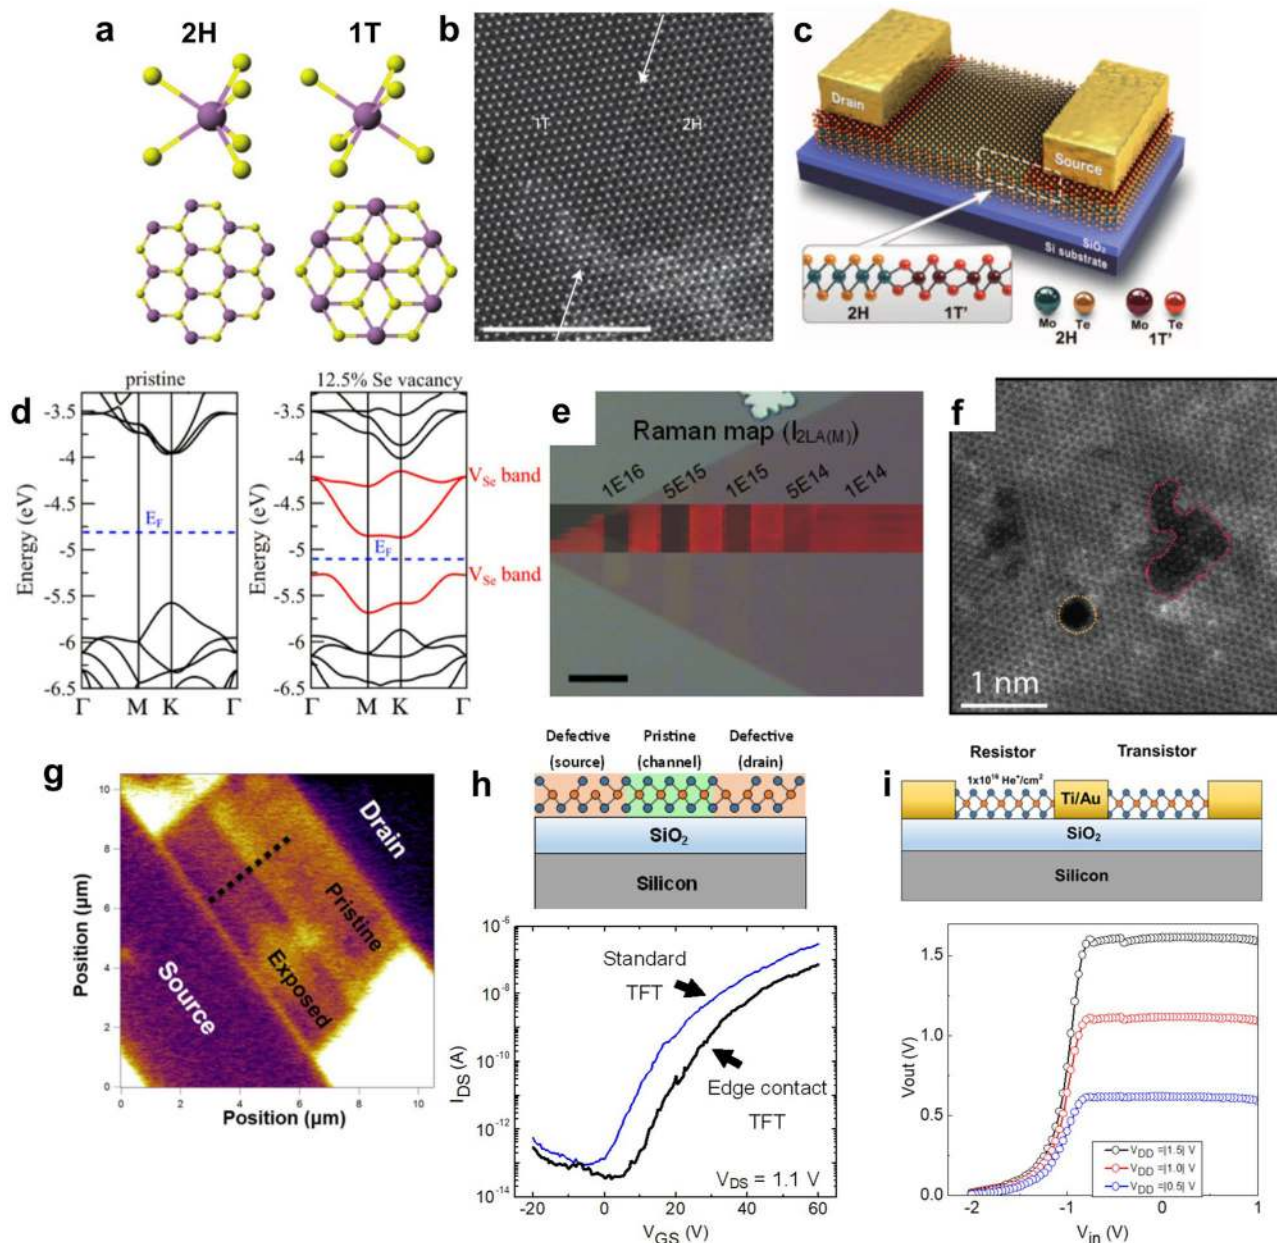 a
2H
1T
b
1T
2H
c
Drain
Source
SiO₂
Si substrate
2H
1T'
Mo
Te
2H
Mo
Te
1T'
d
pristine
12.5% Se vacancy
Energy (eV)
-3.5
-4
-4.5
-5
-5.5
-6
-6.5
E_F
Γ
M
K
Γ
Energy (eV)
-3.5
-4
-4.5
-5
-5.5
-6
-6.5
E_F
V_Se band
V_Se band
Γ
M
K
Γ
e
Raman map (I_2LA(M))
1E16
5E15
1E15
5E14
1E14
f
1 nm
g
Drain
Pristine
Exposed
Source
Position (µm)
10
8
6
4
2
0
0
2
4
6
8
10
Position (µm)
h
Defective
(source)
Pristine
(channel)
Defective
(drain)
SiO₂
Silicon
I_DS (A)
10⁻⁶
10⁻⁸
10⁻¹⁰
10⁻¹²
10⁻¹⁴
Standard
TFT
Edge contact
TFT
V_DS = 1.1 V
-20
0
20
40
60
V_GS (V)
i
Resistor
Transistor
1x10¹⁶ He⁺/cm²
Ti/Au
SiO₂
Silicon
Vout (V)
1.5
1.0
0.5
0.0
V_DD =|1.5| V
V_DD =|1.0| V
V_DD =|0.5| V
-2
-1
0
1
V_in (V)